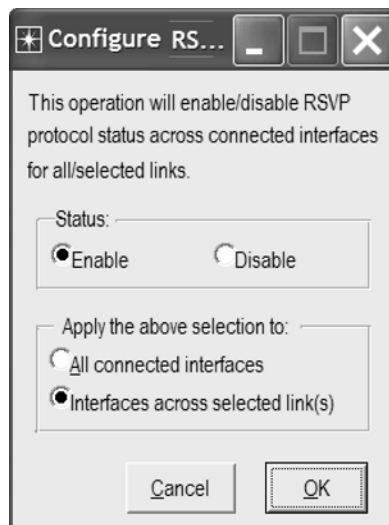 Configure RS...
This operation will enable/disable RSVP
protocol status across connected interfaces
for all/selected links.
Status:
Enable Disable
Apply the above selection to:
All connected interfaces
Interfaces across selected link(s)
Cancel OK